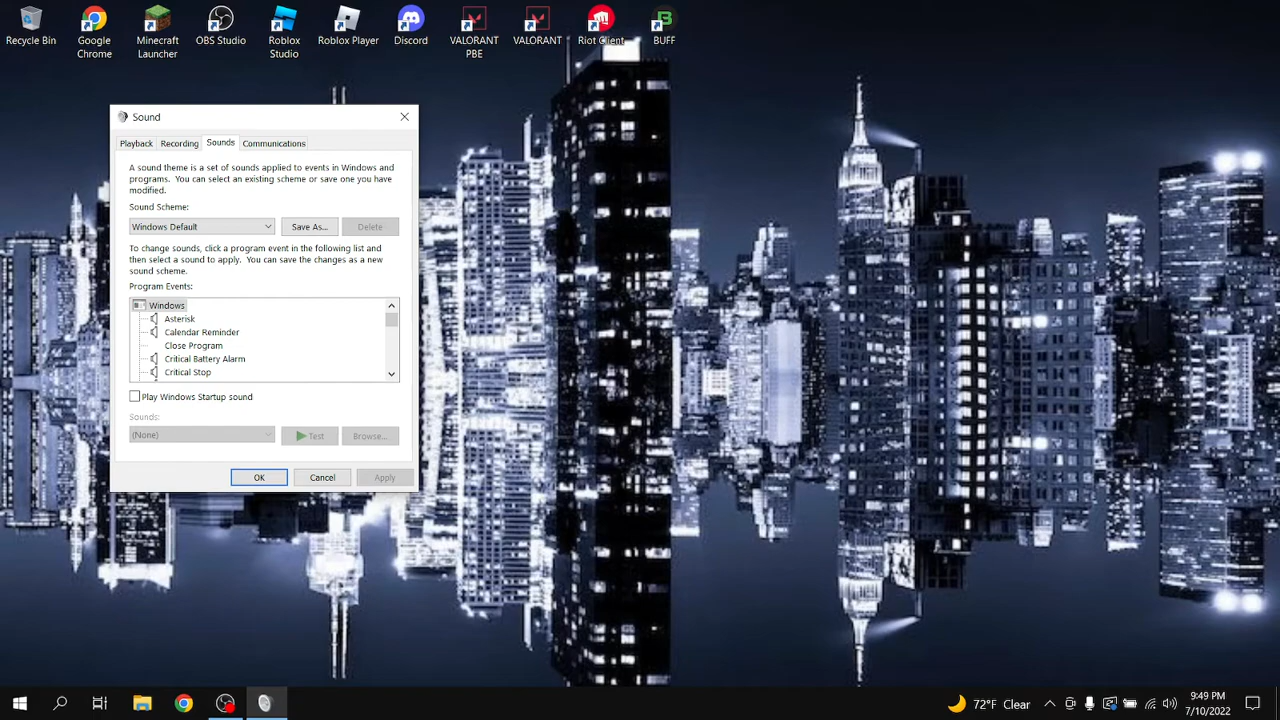 Recycle Bin
Google
Chrome
Minecraft
Launcher
OBS Studio
Roblox
Studio
Roblox Player
Discord
VALORANT
PBE
VALORANT
Riot Client
BUFF
Sound
Playback
Recording
Sounds
Communications
A sound theme is a set of sounds applied to events in Windows and
programs. You can select an existing scheme or save one you have
modified.
Sound Scheme:
Windows Default
Save As...
Delete
To change sounds, click a program event in the following list and
then select a sound to apply. You can save the changes as a new
sound scheme.
Program Events:
Windows
Asterisk
Calendar Reminder
Close Program
Critical Battery Alarm
Critical Stop
Play Windows Startup sound
Sounds:
(None)
Test
Browse...
OK
Cancel
Apply
72°F Clear
9:49 PM
7/10/2022